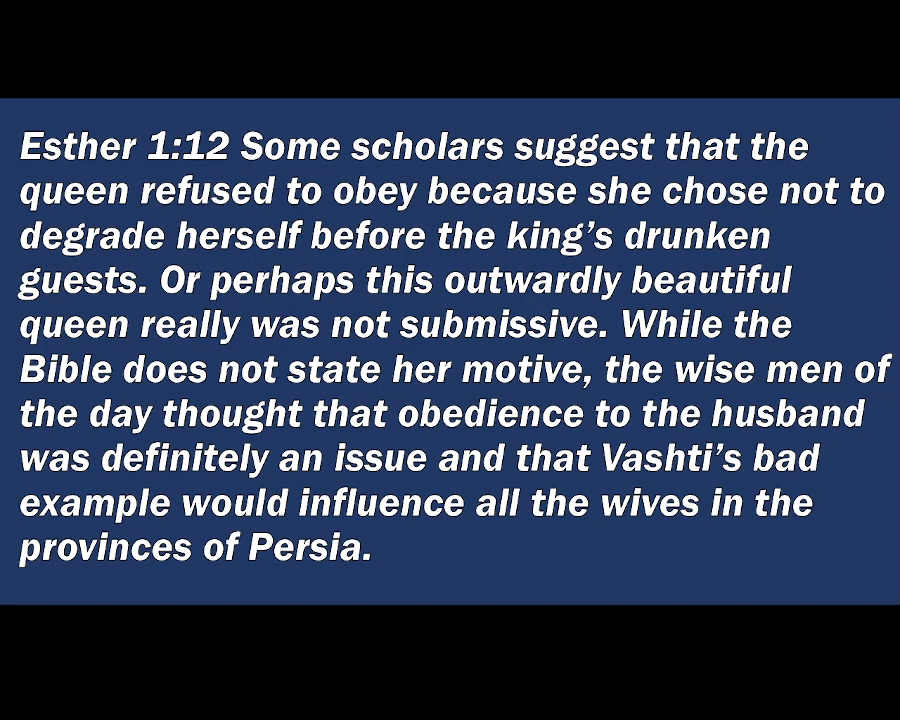 Esther 1:12 Some scholars suggest that the
queen refused to obey because she chose not to
degrade herself before the king’s drunken
guests. Or perhaps this outwardly beautiful
queen really was not submissive. While the
Bible does not state her motive, the wise men of
the day thought that obedience to the husband
was definitely an issue and that Vashti’s bad
example would influence all the wives in the
provinces of Persia.